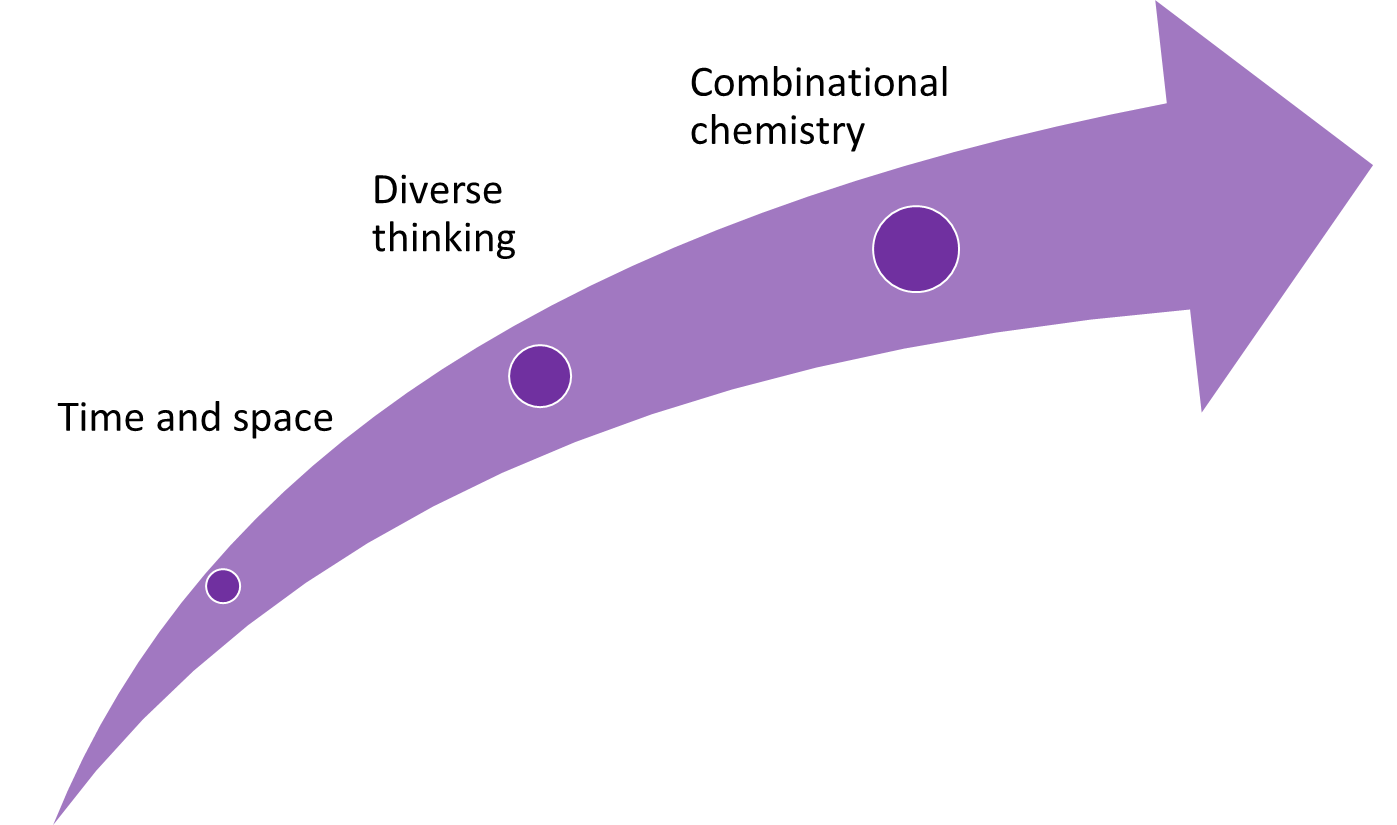 Combinational
chemistry
Diverse
thinking
Time and space